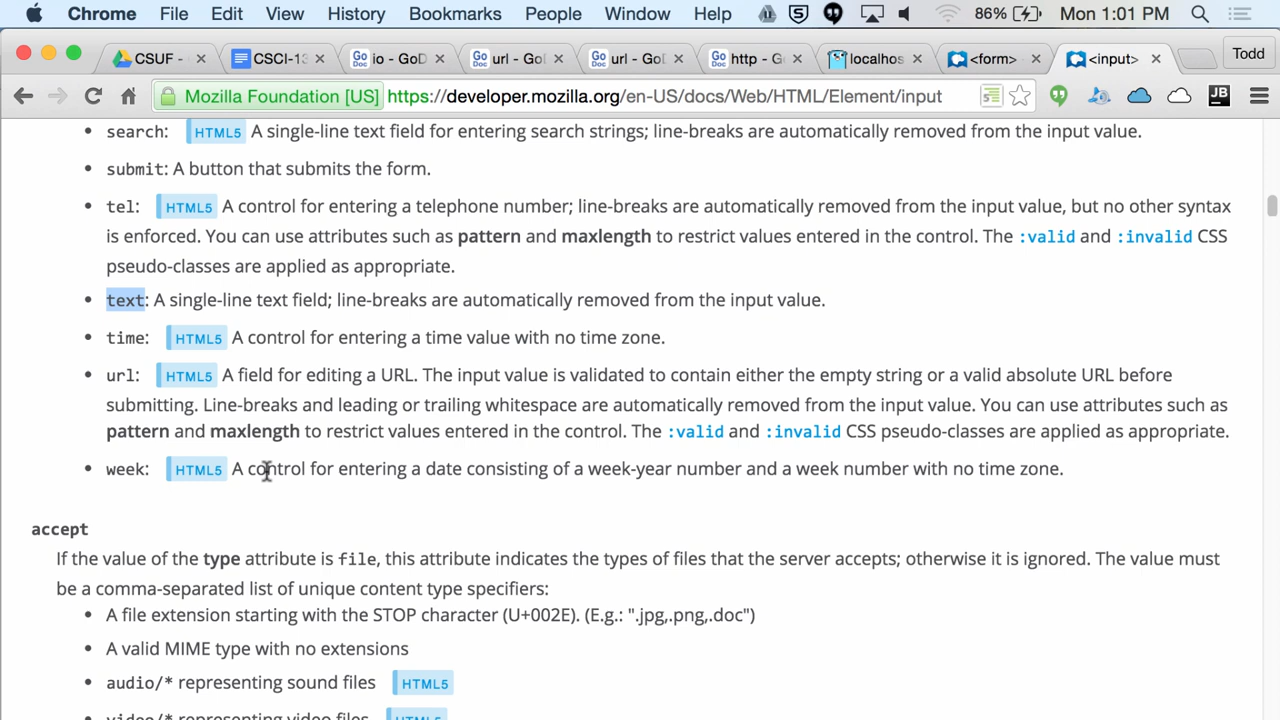 Chrome File Edit View History Bookmarks People Window Help 86% Mon 1:01 PM
CSUF - CSCI-13 io - GoD url - GoD url - GoD http - G localhos <form> <input> Todd
Mozilla Foundation [US] https://developer.mozilla.org/en-US/docs/Web/HTML/Element/input
• search: HTML5 A single-line text field for entering search strings; line-breaks are automatically removed from the input value.
• submit: A button that submits the form.
• tel: HTML5 A control for entering a telephone number; line-breaks are automatically removed from the input value, but no other syntax
is enforced. You can use attributes such as pattern and maxlength to restrict values entered in the control. The :valid and :invalid CSS
pseudo-classes are applied as appropriate.
• text: A single-line text field; line-breaks are automatically removed from the input value.
• time: HTML5 A control for entering a time value with no time zone.
• url: HTML5 A field for editing a URL. The input value is validated to contain either the empty string or a valid absolute URL before
submitting. Line-breaks and leading or trailing whitespace are automatically removed from the input value. You can use attributes such as
pattern and maxlength to restrict values entered in the control. The :valid and :invalid CSS pseudo-classes are applied as appropriate.
• week: HTML5 A control for entering a date consisting of a week-year number and a week number with no time zone.
accept
If the value of the type attribute is file, this attribute indicates the types of files that the server accepts; otherwise it is ignored. The value must
be a comma-separated list of unique content type specifiers:
• A file extension starting with the STOP character (U+002E). (E.g.: ".jpg,.png,.doc")
• A valid MIME type with no extensions
• audio/* representing sound files HTML5
• video/* representing video files HTML5